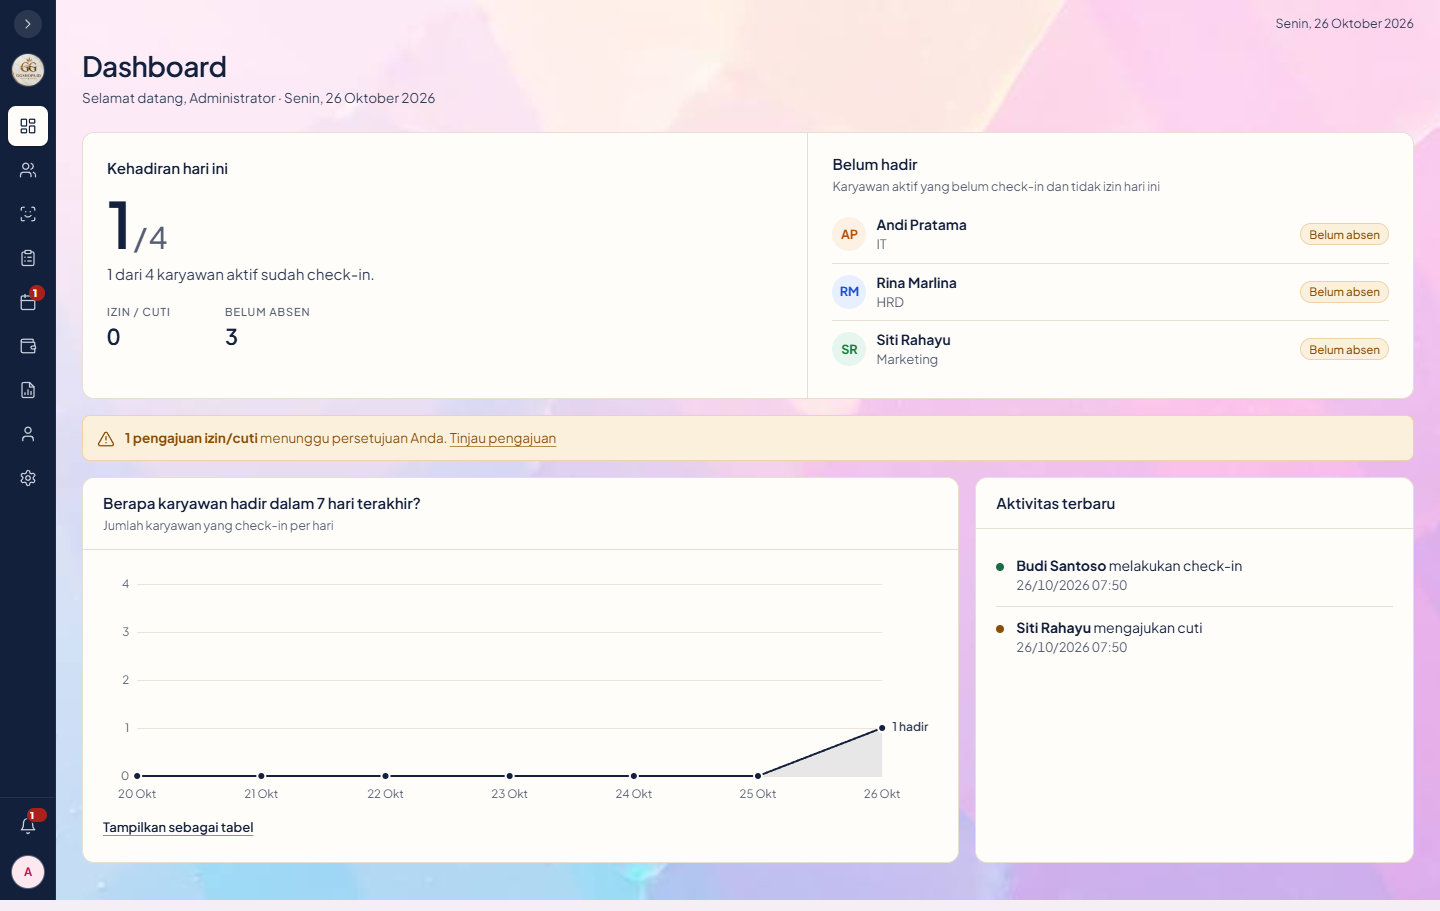 Senin, 26 Oktober 2026
GG
Dashboard
Selamat datang, Administrator · Senin, 26 Oktober 2026
Kehadiran hari ini
1/4
1 dari 4 karyawan aktif sudah check-in.
IZIN / CUTI
0
BELUM ABSEN
3
Belum hadir
Karyawan aktif yang belum check-in dan tidak izin hari ini
AP
Andi Pratama
IT
Belum absen
RM
Rina Marlina
HRD
Belum absen
SR
Siti Rahayu
Marketing
Belum absen
1
1 pengajuan izin/cuti menunggu persetujuan Anda. Tinjau pengajuan
Berapa karyawan hadir dalam 7 hari terakhir?
Jumlah karyawan yang check-in per hari
4
3
2
1
0
1 hadir
20 Okt
21 Okt
22 Okt
23 Okt
24 Okt
25 Okt
26 Okt
Tampilkan sebagai tabel
Aktivitas terbaru
Budi Santoso melakukan check-in
26/10/2026 07:50
Siti Rahayu mengajukan cuti
26/10/2026 07:50
1
A